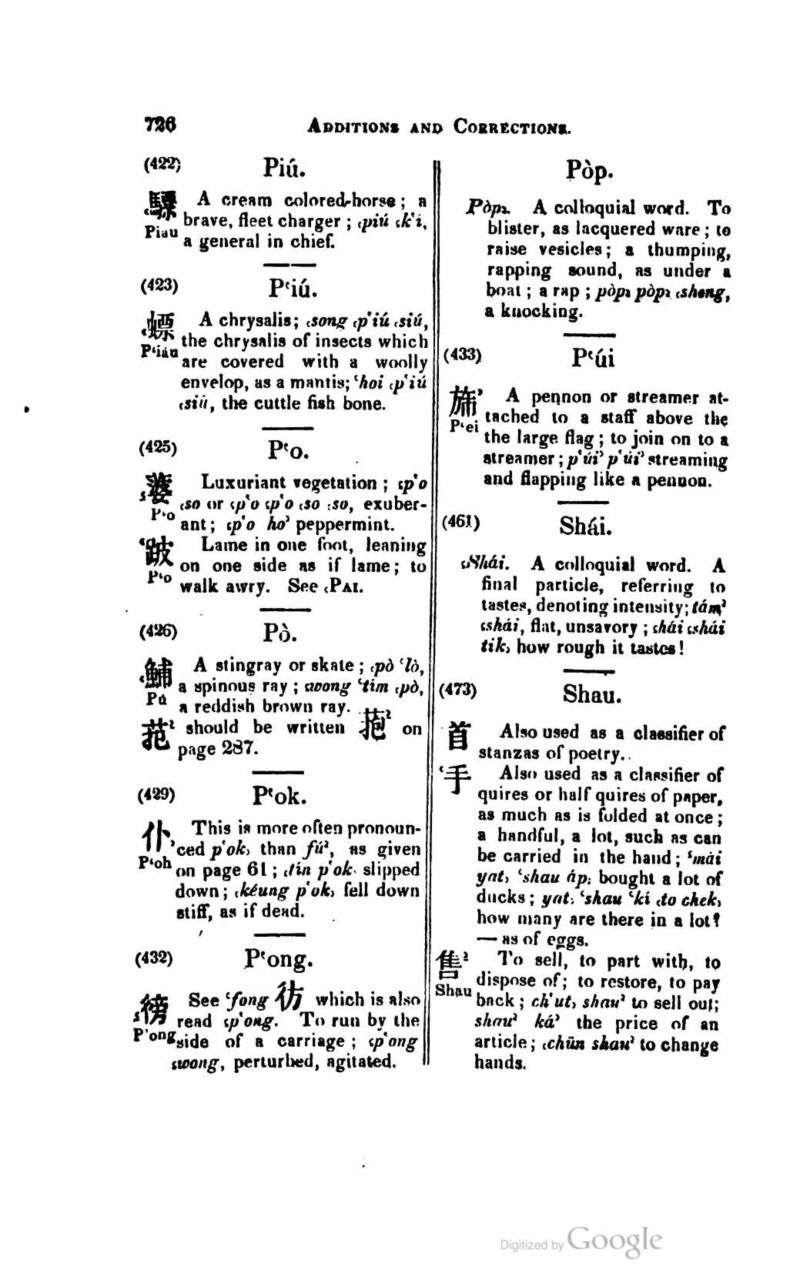 726
ADDITIONS AND CORRECTIONS.
(422) Piú.
驃 A cream colored horse; a
Piau brave, fleet charger; ꜀piú ꜁k‘i,
a general in chief.
(423) P‘iú.
螵 A chrysalis; ꜀song ꜀p‘iú ꜀siú,
the chrysalis of insects which
P‘iau are covered with a woolly
envelop, as a mantis; ꜂hoi ꜀p‘iú
꜀siú, the cuttle fish bone.
(425) P‘o.
蔢 Luxuriant vegetation; ꜁p‘o
꜀so or ꜁p‘o ꜁p‘o ꜀so ꜀so, exuber-
P‘o ant; ꜁p‘o ho꜄ peppermint.
꜂跛 Lame in one foot, leaning
on one side as if lame; to
P‘o walk awry. See ꜀PAI.
(426) Pò.
꜀鯆 A stingray or skate; ꜀pò ꜂lò,
a spinous ray; ꜁wong ꜂tim ꜀pò,
Pú a reddish brown ray.
菢꜅ should be written 抱꜅ on
page 287.
(429) P‘ok.
仆꜄ This is more often pronoun-
ced p‘ok꜆ than fú꜅, as given
P‘oh on page 61; ꜀tín p‘ok꜆ slipped
down; ꜀kéung p‘ok꜆ fell down
stiff, as if dead.
(432) P‘ong.
徬 See ꜂fong 彷 which is also
read ꜁p‘ong. To run by the
P‘ong side of a carriage; ꜁p‘ong
꜁wong, perturbed, agitated.
Pòp.
Pòp꜇. A colloquial word. To
blister, as lacquered ware; to
raise vesicles; a thumping,
rapping sound, as under a
boat; a rap; pòp꜇ pòp꜇ ꜀sheng,
a knocking.
(433) P‘úi
旆꜄ A pennon or streamer at-
tached to a staff above the
P‘ei the large flag; to join on to a
streamer; p‘úi꜄ p‘úi꜄ streaming
and flapping like a pennon.
(461) Shái.
꜁Shái. A colloquial word. A
final particle, referring to
tastes, denoting intensity; tám꜅
꜁shái, flat, unsavory; ꜁hái ꜁shái
tik꜆ how rough it tastes!
(473) Shau.
首 Also used as a classifier of
stanzas of poetry.
꜂手 Also used as a classifier of
quires or half quires of paper,
as much as is folded at once;
a handful, a lot, such as can
be carried in the hand; ꜂mái
yat꜆ ꜂shau áp꜆ bought a lot of
ducks; yat꜆ ꜂shau ꜂ki ꜀to chek꜆
how many are there in a lot?
— as of eggs.
售꜅ To sell, to part with, to
dispose of; to restore, to pay
Shau back; ch‘ut꜆ shau꜅ to sell out;
shau꜅ ká꜄ the price of an
article; ꜀chün shau꜅ to change
hands.
Digitized by Google